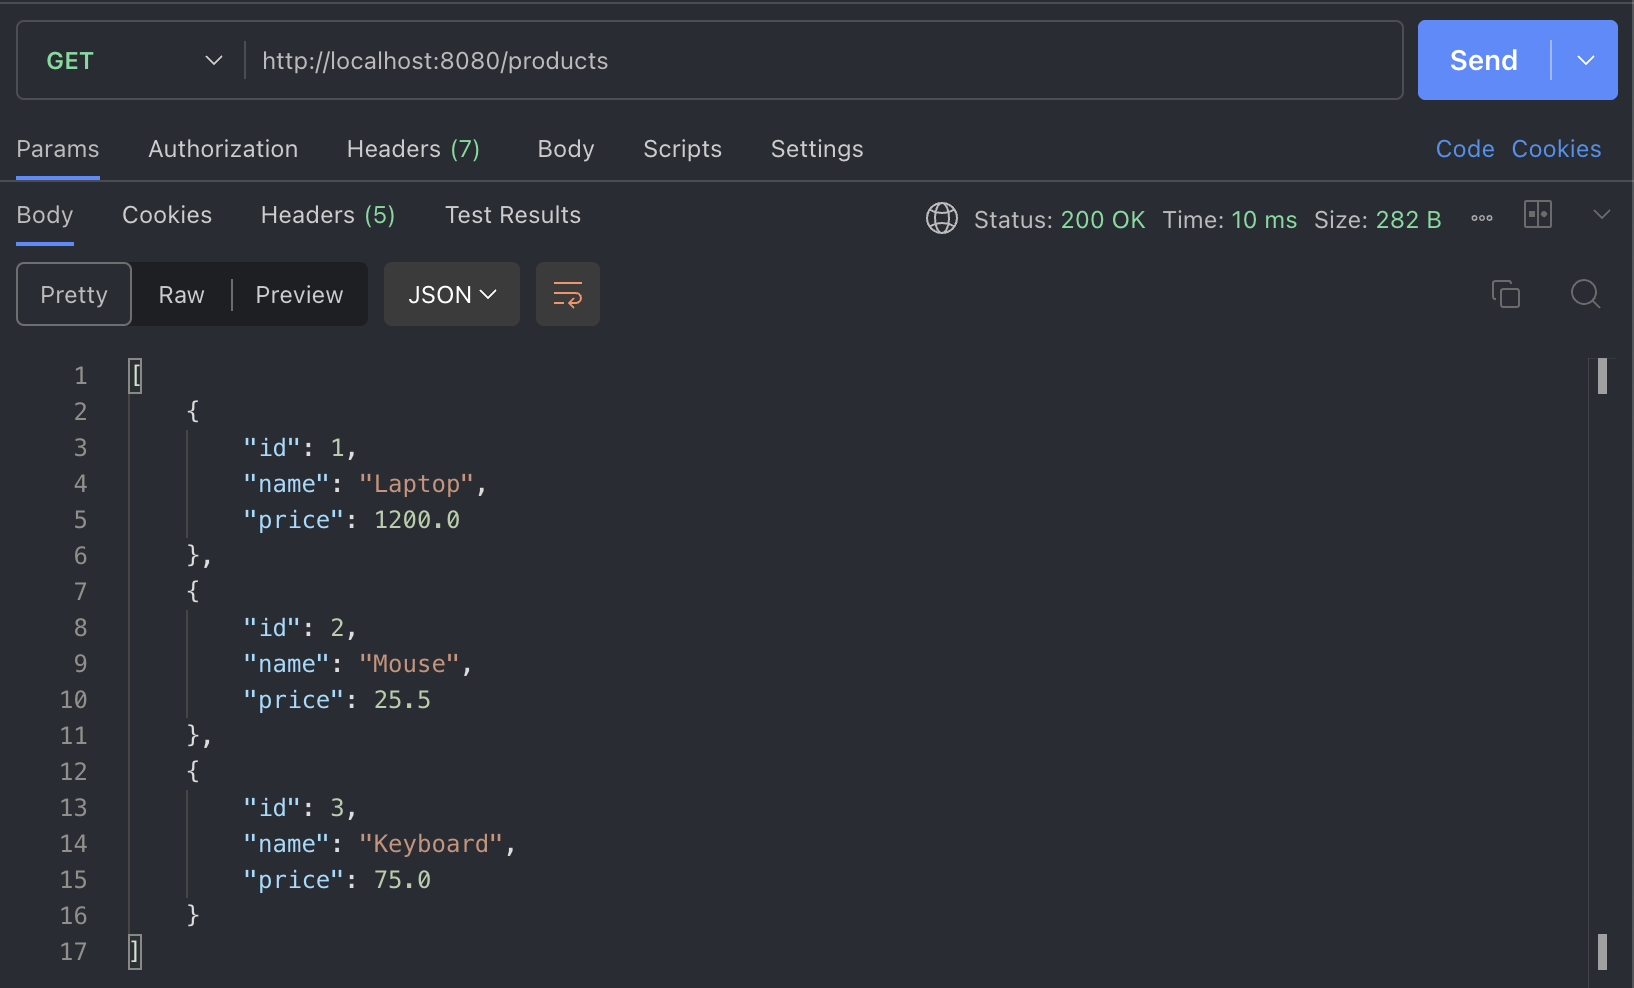 GET http://localhost:8080/products Send
Params Authorization Headers (7) Body Scripts Settings Code Cookies
Body Cookies Headers (5) Test Results Status: 200 OK Time: 10 ms Size: 282 B
Pretty Raw Preview JSON
1 [
2 {
3 "id": 1,
4 "name": "Laptop",
5 "price": 1200.0
6 },
7 {
8 "id": 2,
9 "name": "Mouse",
10 "price": 25.5
11 },
12 {
13 "id": 3,
14 "name": "Keyboard",
15 "price": 75.0
16 }
17 ]